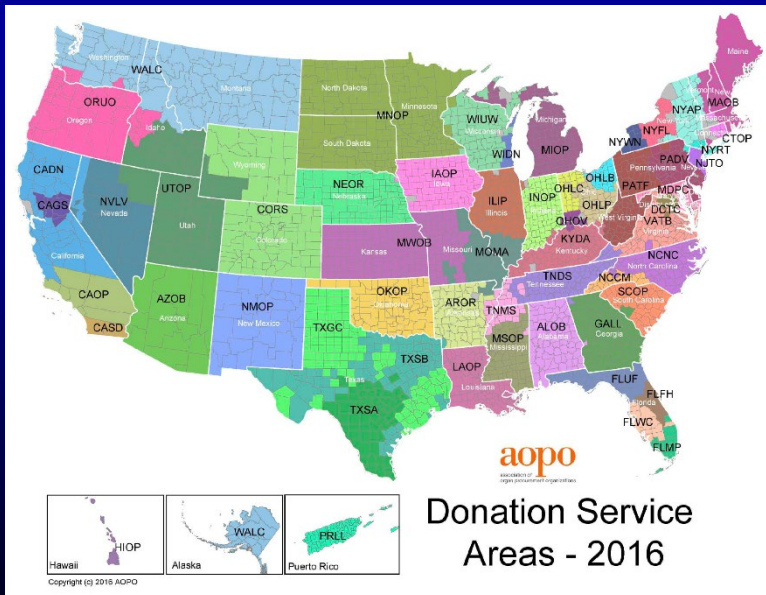 Washington
WALC
Montana
North Dakota
Minnesota
MNOP
South Dakota
ORUO
Oregon
Idaho
Wyoming
WIUW
Wisconsin
WIDN
Michigan
MIOP
Maine
MAOB
NYAP
NYFL
NYWN
CTOP
NYRT
NJTO
PADV
Pennsylvania
PATF
OHLB
MDPC
DCTC
VATB
Virginia
West Virginia
CADN
CAGS
California
NVLV
Nevada
UTOP
Utah
CORS
Colorado
NEOR
Nebraska
IAOP
Iowa
ILIP
Illinois
INOP
OHLC
OHLP
OHOV
KYDA
Kentucky
Kansas
MWOB
Missouri
MOMA
TNDS
Tennessee
NCNC
North Carolina
NCCM
SCOP
South Carolina
CAOP
CASD
AZOB
Arizona
NMOP
New Mexico
OKOP
Oklahoma
TXGC
TXSB
Texas
TXSA
AROR
TNMS
MSOP
Mississippi
ALOB
Alabama
GALL
Georgia
LAOP
Louisiana
FLUF
FLFH
FLWC
FLMP
aopo
association of
organ procurement organizations
Donation Service
Areas - 2016
HIOP
Hawaii
WALC
Alaska
PRLL
Puerto Rico
Copyright (c) 2016 AOPO